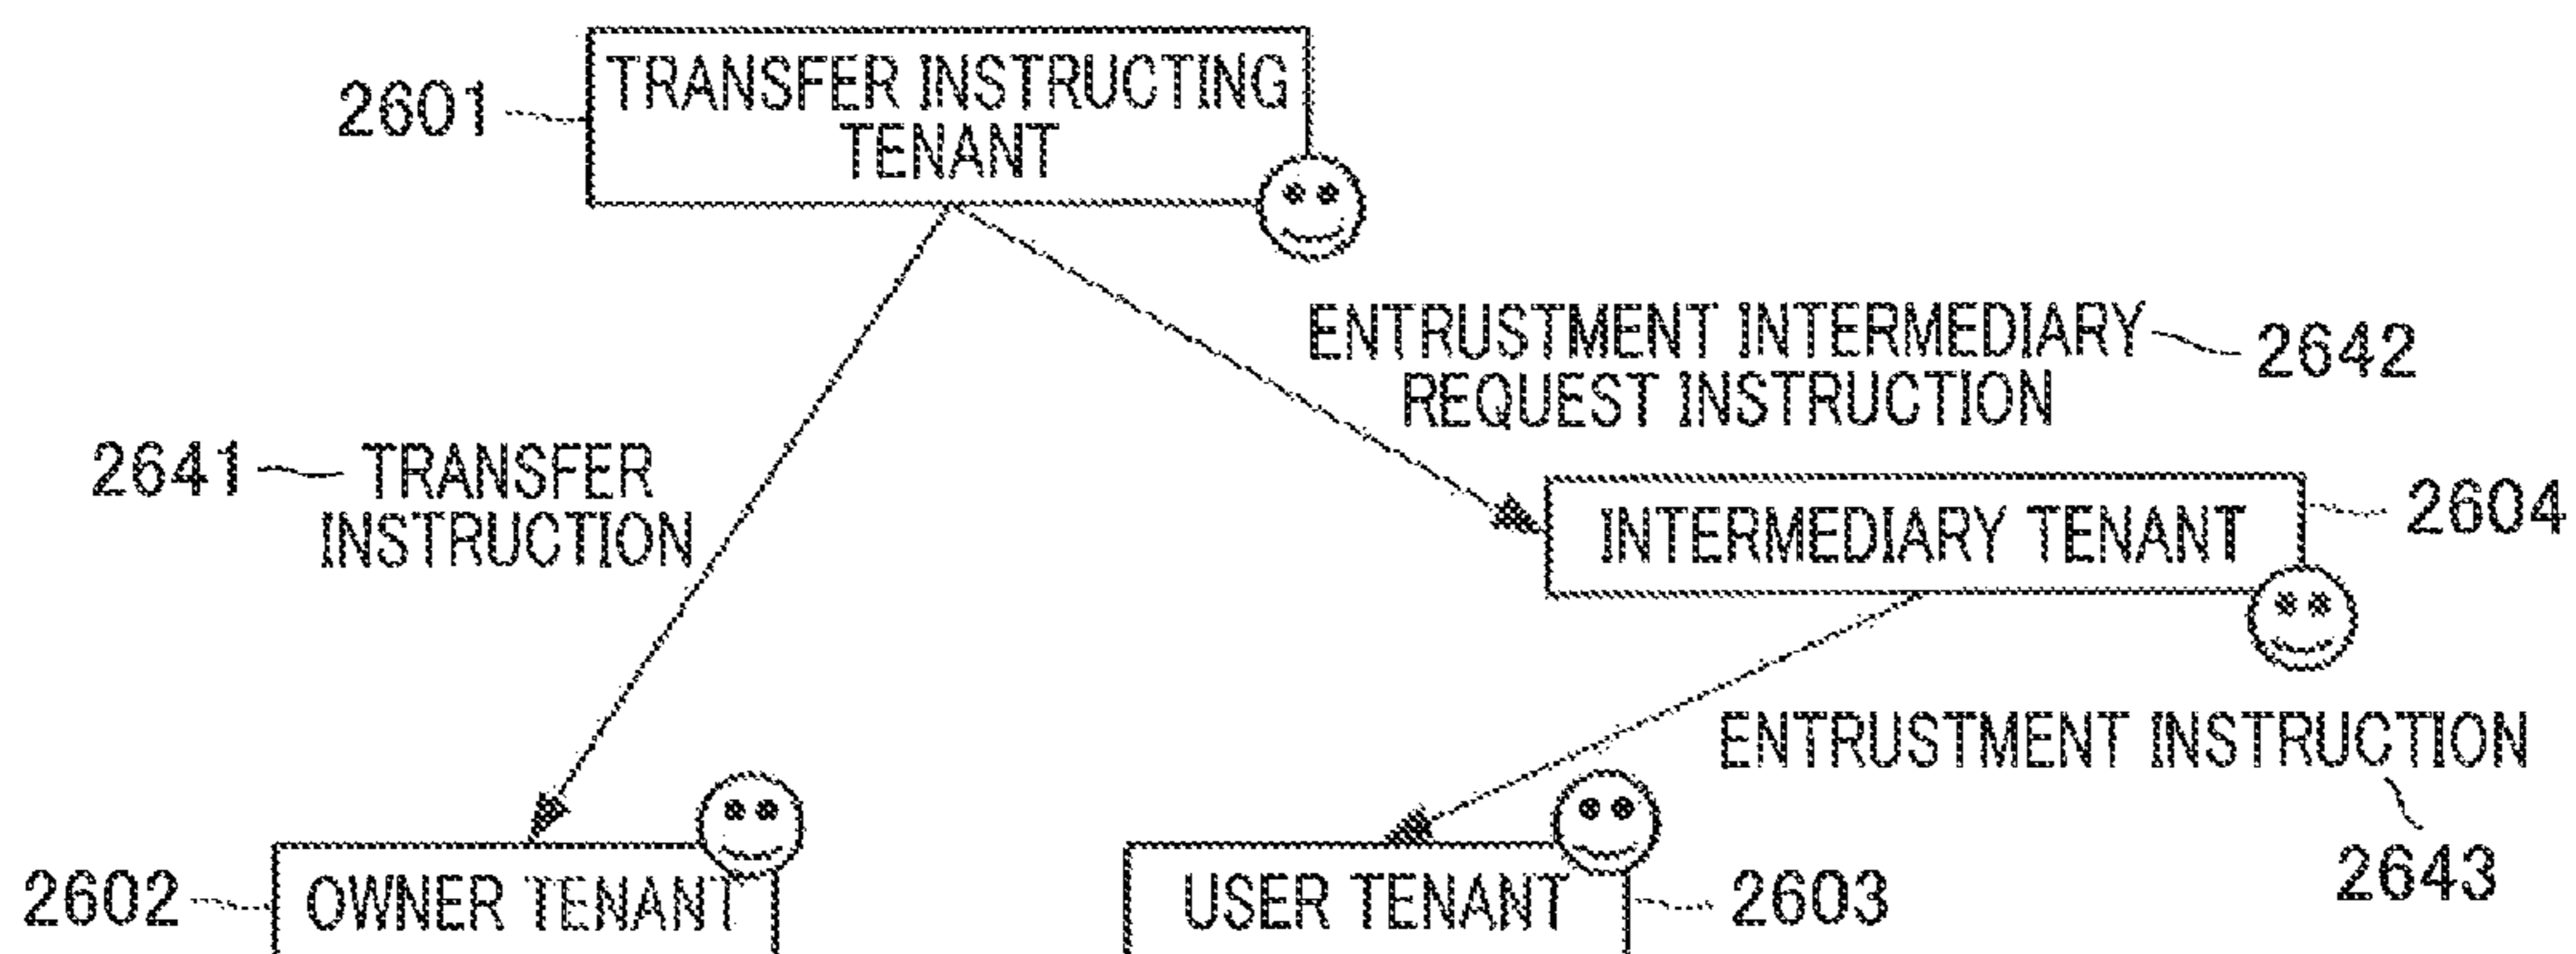 2601
TRANSFER INSTRUCTING
TENANT
ENTRUSTMENT INTERMEDIARY
REQUEST INSTRUCTION
2642
2641
TRANSFER
INSTRUCTION
INTERMEDIARY TENANT
2604
ENTRUSTMENT INSTRUCTION
2643
2602
OWNER TENANT
USER TENANT
2603